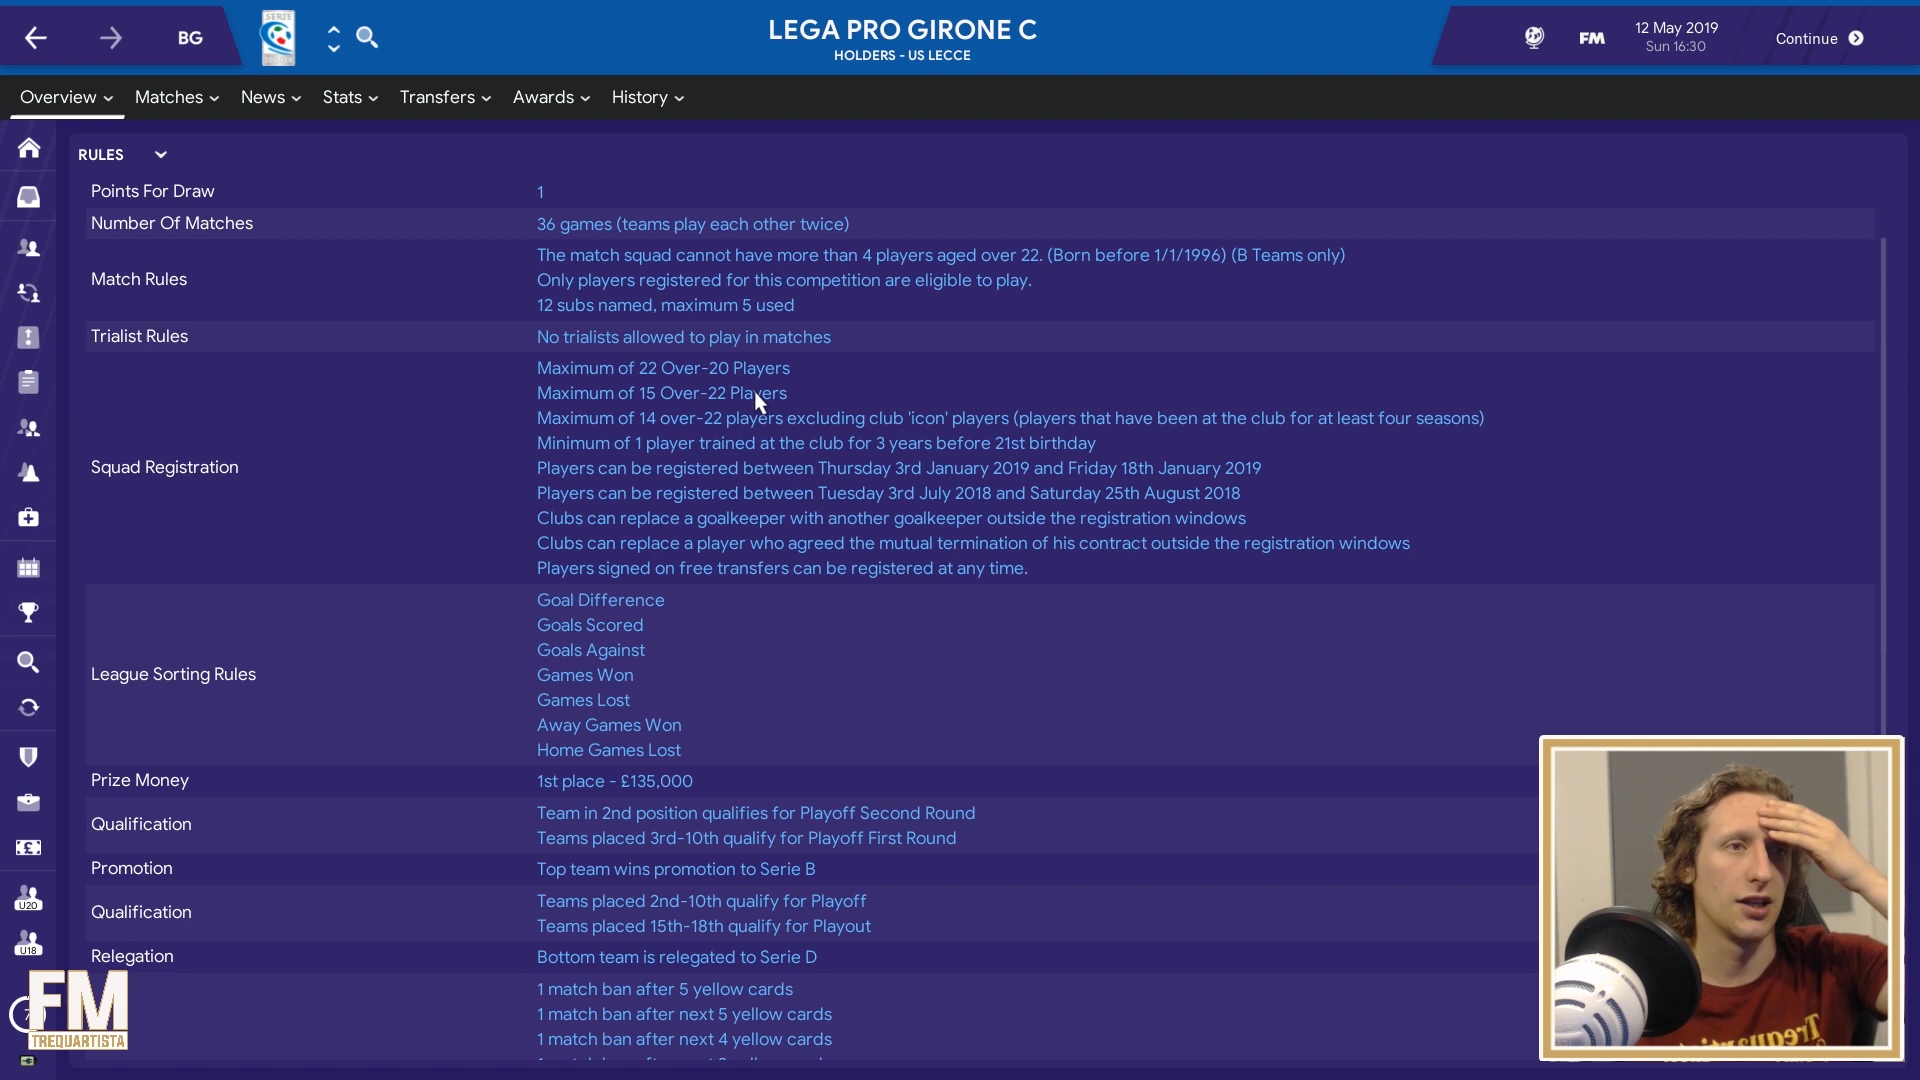 BG
SERIE
LEGA PRO GIRONE C
HOLDERS - US LECCE
FM
12 May 2019
Sun 16:30
Continue
Overview
Matches
News
Stats
Transfers
Awards
History
RULES
Points For Draw
1
Number Of Matches
36 games (teams play each other twice)
Match Rules
The match squad cannot have more than 4 players aged over 22. (Born before 1/1/1996) (B Teams only)
Only players registered for this competition are eligible to play.
12 subs named, maximum 5 used
Trialist Rules
No trialists allowed to play in matches
Squad Registration
Maximum of 22 Over-20 Players
Maximum of 15 Over-22 Players
Maximum of 14 over-22 players excluding club 'icon' players (players that have been at the club for at least four seasons)
Minimum of 1 player trained at the club for 3 years before 21st birthday
Players can be registered between Thursday 3rd January 2019 and Friday 18th January 2019
Players can be registered between Tuesday 3rd July 2018 and Saturday 25th August 2018
Clubs can replace a goalkeeper with another goalkeeper outside the registration windows
Clubs can replace a player who agreed the mutual termination of his contract outside the registration windows
Players signed on free transfers can be registered at any time.
League Sorting Rules
Goal Difference
Goals Scored
Goals Against
Games Won
Games Lost
Away Games Won
Home Games Lost
Prize Money
1st place - £135,000
Qualification
Team in 2nd position qualifies for Playoff Second Round
Teams placed 3rd-10th qualify for Playoff First Round
Promotion
Top team wins promotion to Serie B
Qualification
Teams placed 2nd-10th qualify for Playoff
Teams placed 15th-18th qualify for Playout
Relegation
Bottom team is relegated to Serie D
1 match ban after 5 yellow cards
1 match ban after next 5 yellow cards
1 match ban after next 4 yellow cards
U20
U18
FM
TREQUARTISTA